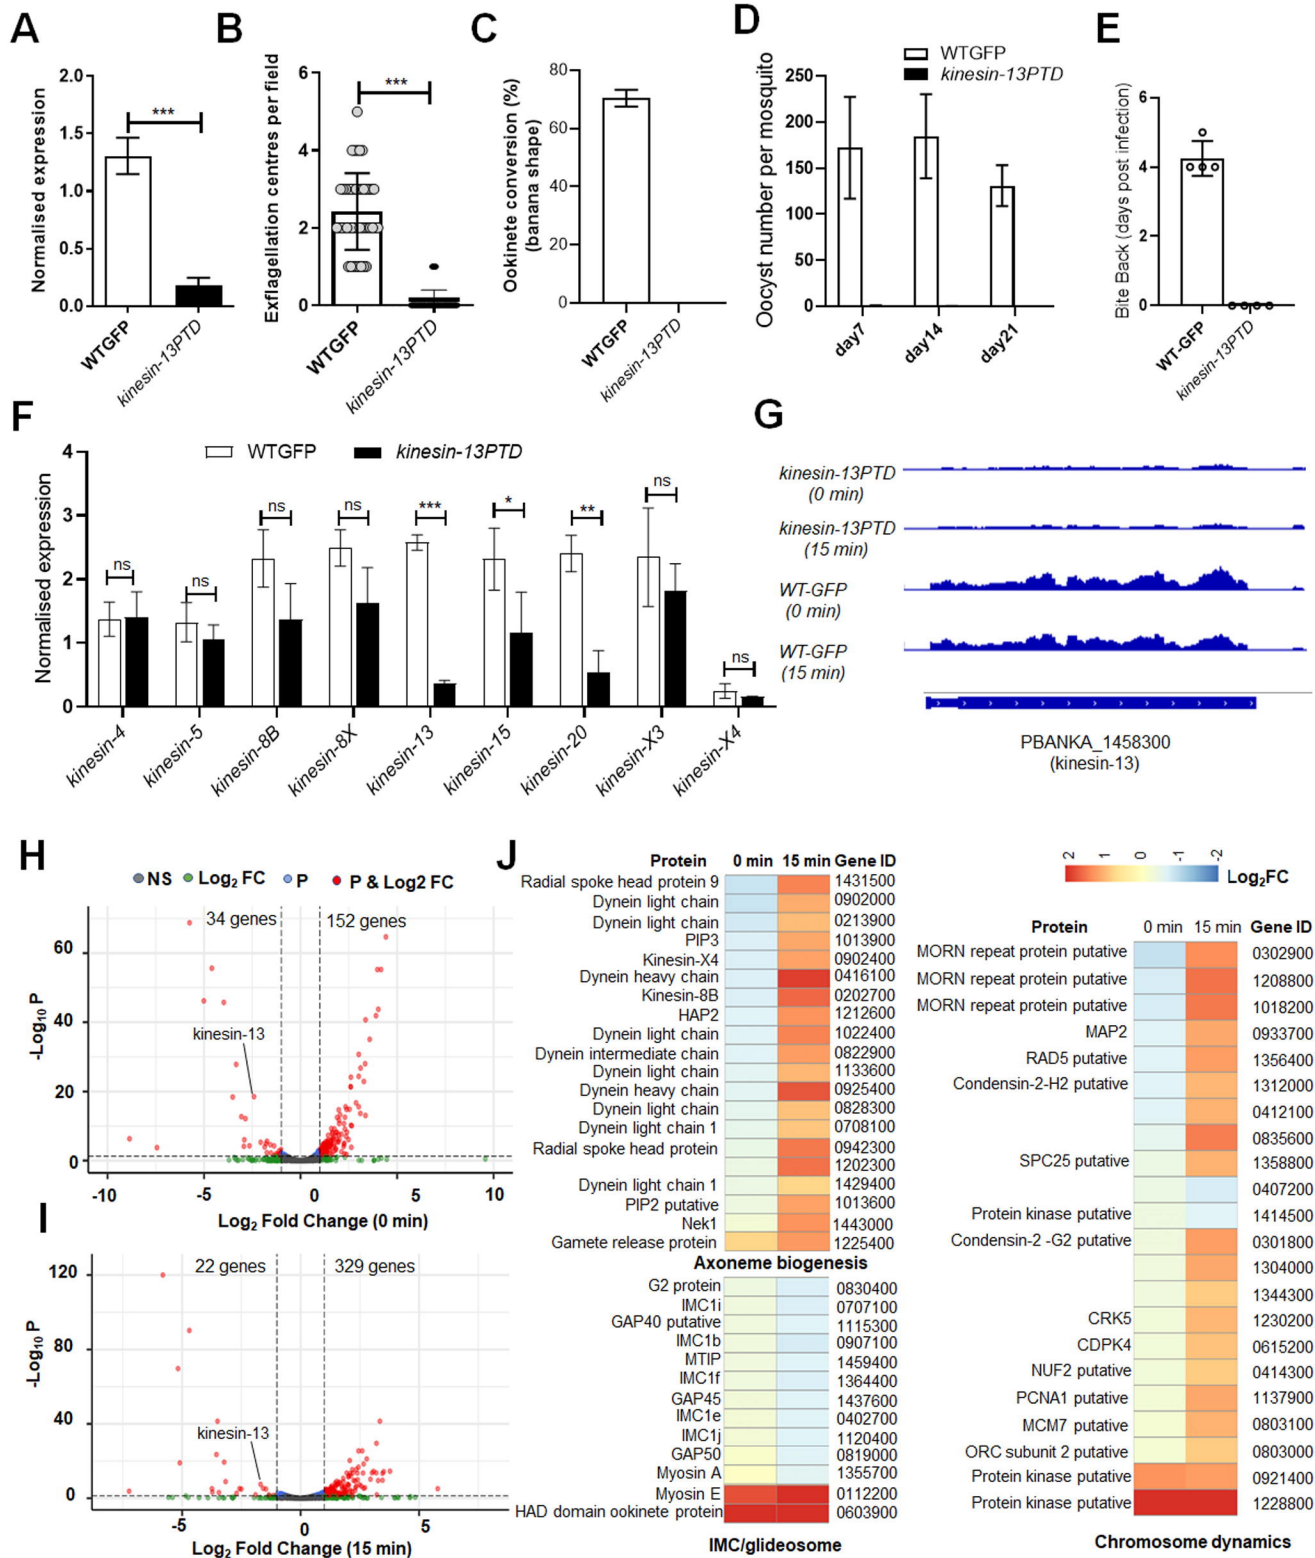 A
Normalised expression
2.0
1.5
1.0
0.5
0.0
***
WTGFP
kinesin-13PTD
B
Exflagellation centres per field
6
4
2
0
***
WTGFP
kinesin-13PTD
C
Ookinete conversion (%)
(banana shape)
80
60
40
20
0
WTGFP
kinesin-13PTD
D
WTGFP
kinesin-13PTD
Oocyst number per mosquito
250
200
150
100
50
0
day7
day14
day21
E
Bite Back (days post infection)
6
4
2
0
WT-GFP
kinesin-13PTD
F
WTGFP
kinesin-13PTD
Normalised expression
4
3
2
1
0
ns
ns
ns
ns
***
*
**
ns
ns
kinesin-4
kinesin-5
kinesin-8B
kinesin-8X
kinesin-13
kinesin-15
kinesin-20
kinesin-X3
kinesin-X4
G
kinesin-13PTD
(0 min)
kinesin-13PTD
(15 min)
WT-GFP
(0 min)
WT-GFP
(15 min)
PBANKA_1458300
(kinesin-13)
H
NS Log2 FC P P & Log2 FC
34 genes 152 genes
-Log10 P
60
40
20
0
kinesin-13
-10 -5 0 5 10
Log2 Fold Change (0 min)
I
22 genes 329 genes
-Log10 P
120
80
40
0
kinesin-13
-5 0 5
Log2 Fold Change (15 min)
J
Protein 0 min 15 min Gene ID
Radial spoke head protein 9 1431500
Dynein light chain 0902000
Dynein light chain 0213900
PIP3 1013900
Kinesin-X4 0902400
Dynein heavy chain 0416100
Kinesin-8B 0202700
HAP2 1212600
Dynein light chain 1022400
Dynein intermediate chain 0822900
Dynein light chain 1133600
Dynein heavy chain 0925400
Dynein light chain 0828300
Dynein light chain 1 0708100
Radial spoke head protein 0942300
1202300
Dynein light chain 1 1429400
PIP2 putative 1013600
Nek1 1443000
Gamete release protein 1225400
Axoneme biogenesis
G2 protein 0830400
IMC1i 0707100
GAP40 putative 1115300
IMC1b 0907100
MTIP 1459400
IMC1f 1364400
GAP45 1437600
IMC1e 0402700
IMC1j 1120400
GAP50 0819000
Myosin A 1355700
Myosin E 0112200
HAD domain ookinete protein 0603900
IMC/glideosome
2 1 0 -1 -2
Log2FC
Protein 0 min 15 min Gene ID
MORN repeat protein putative 0302900
MORN repeat protein putative 1208800
MORN repeat protein putative 1018200
MAP2 0933700
RAD5 putative 1356400
Condensin-2-H2 putative 1312000
0412100
0835600
SPC25 putative 1358800
0407200
Protein kinase putative 1414500
Condensin-2 -G2 putative 0301800
1304000
1344300
CRK5 1230200
CDPK4 0615200
NUF2 putative 0414300
PCNA1 putative 1137900
MCM7 putative 0803100
ORC subunit 2 putative 0803000
Protein kinase putative 0921400
Protein kinase putative 1228800
Chromosome dynamics